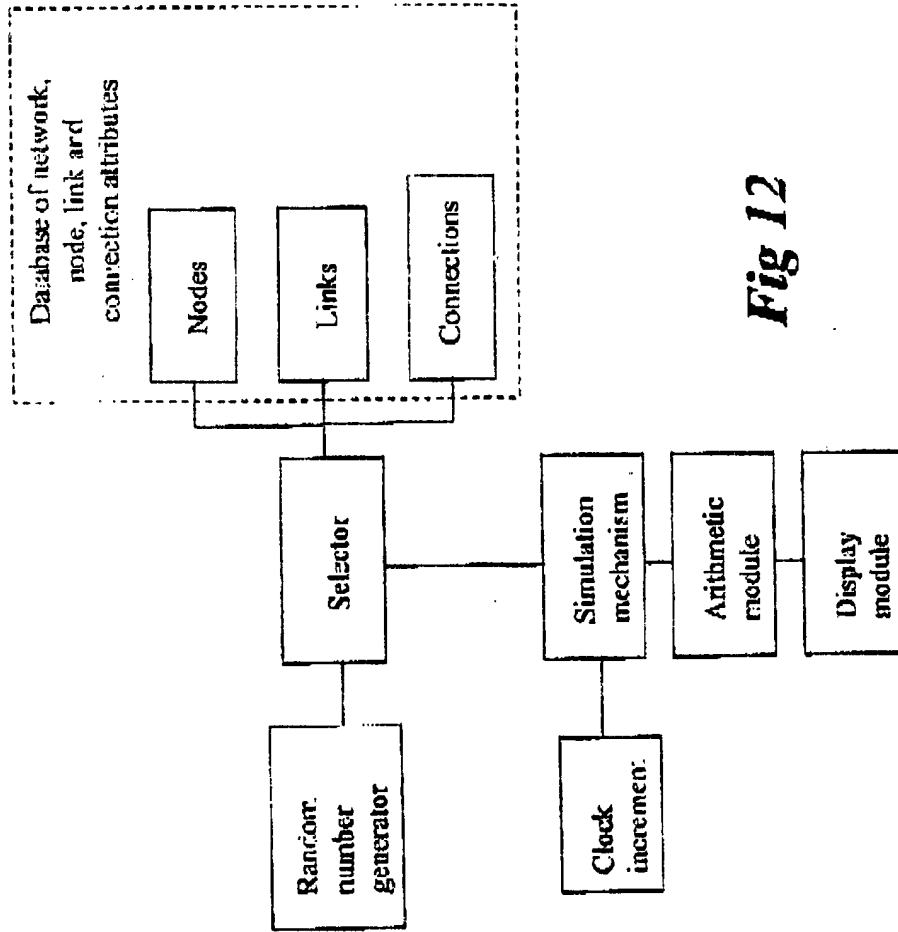 Database of network,
node, link and
connection attributes
Nodes
Links
Connections
Selector
Random
number
generator
Simulation
mechanism
Clock
increment
Arithmetic
module
Display
module
Fig 12